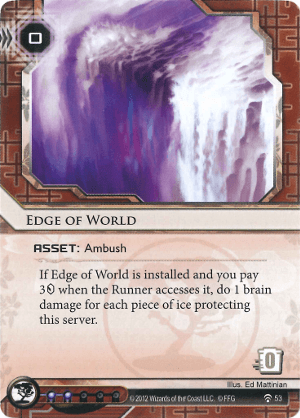 0
EDGE OF WORLD
ASSET: Ambush
If Edge of World is installed and you pay
3 when the Runner accesses it, do 1 brain
damage for each piece of ice protecting
this server.
0
Illus. Ed Mattinian
©2012 Wizards of the Coast LLC. ©FFG
53